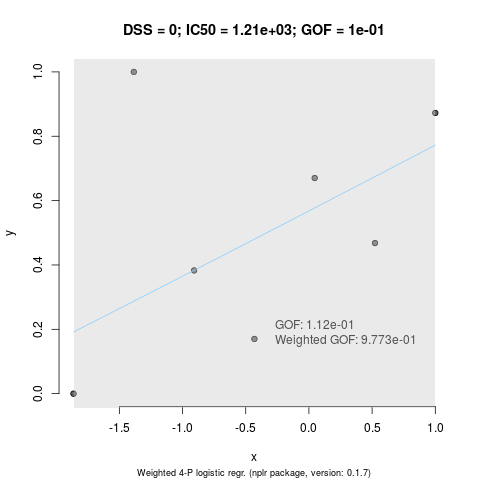 DSS = 0; IC50 = 1.21e+03; GOF = 1e-01
1.0
0.8
0.6
0.4
0.2
0.0
y
GOF: 1.12e-01
Weighted GOF: 9.773e-01
-1.5 -1.0 -0.5 0.0 0.5 1.0
x
Weighted 4-P logistic regr. (nplr package, version: 0.1.7)